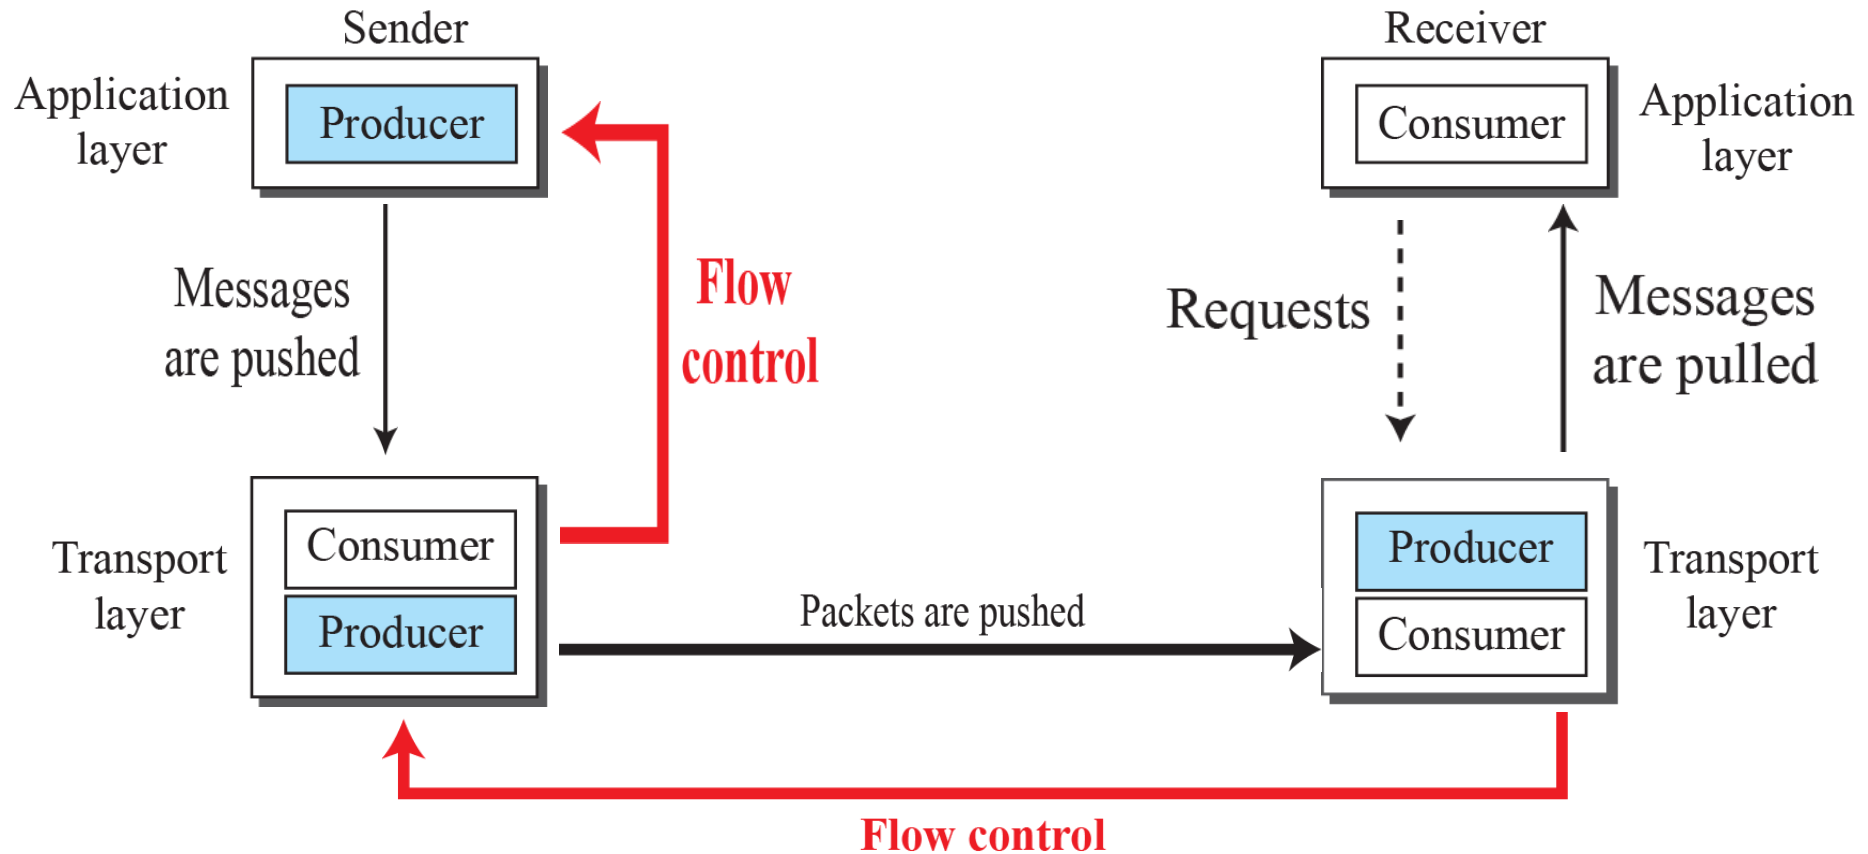 Sender
Receiver
Application
layer
Producer
Consumer
Application
layer
Messages
are pushed
Flow
control
Requests
Messages
are pulled
Transport
layer
Consumer
Producer
Packets are pushed
Producer
Consumer
Transport
layer
Flow control